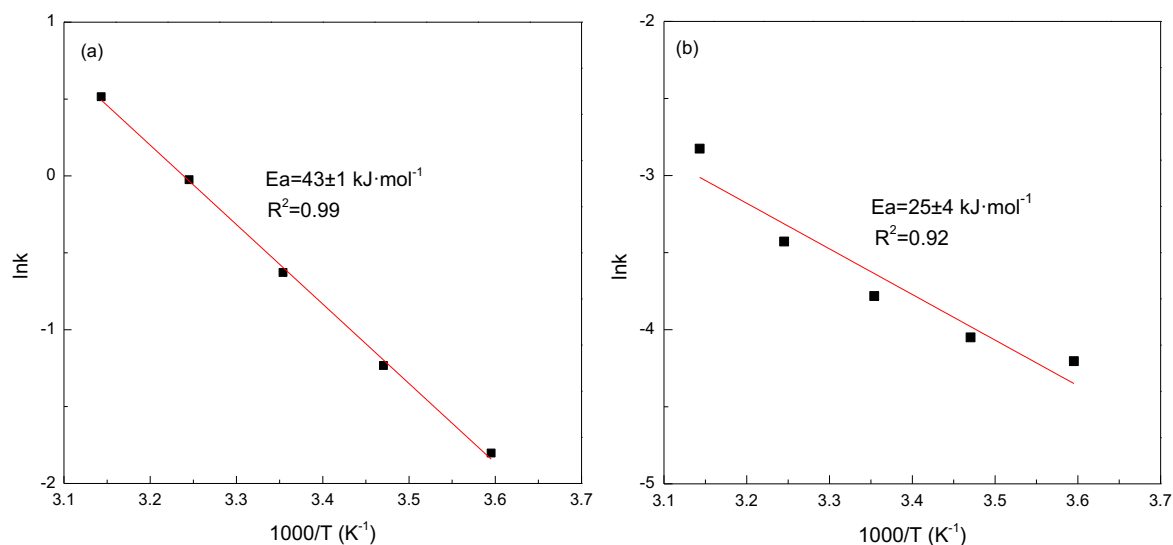 (a)
1
0
-1
-2
lnk
Ea=43±1 kJ·mol⁻¹
R²=0.99
3.1 3.2 3.3 3.4 3.5 3.6 3.7
1000/T (K⁻¹)
(b)
-2
-3
-4
-5
lnk
Ea=25±4 kJ·mol⁻¹
R²=0.92
3.1 3.2 3.3 3.4 3.5 3.6 3.7
1000/T (K⁻¹)